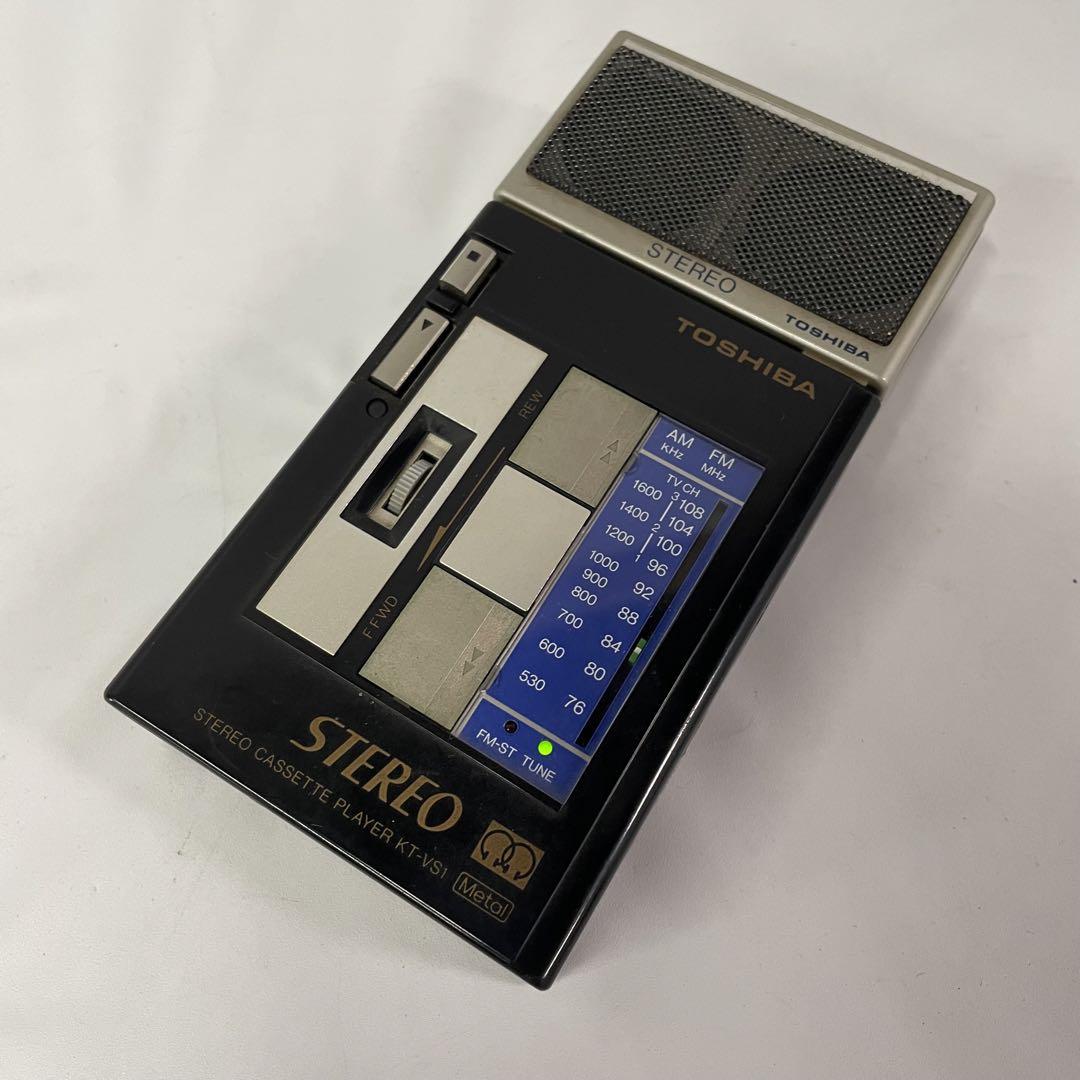 STEREO
TOSHIBA
TOSHIBA
REW
F.FWD
AM FM
KHz MHz
TV CH
1600 3 108
1400 104
1200 2 100
1000 1 96
900 92
800 88
700 84
600 80
530 76
FM-ST TUNE
STEREO
STEREO CASSETTE PLAYER KT-VS1
Metal